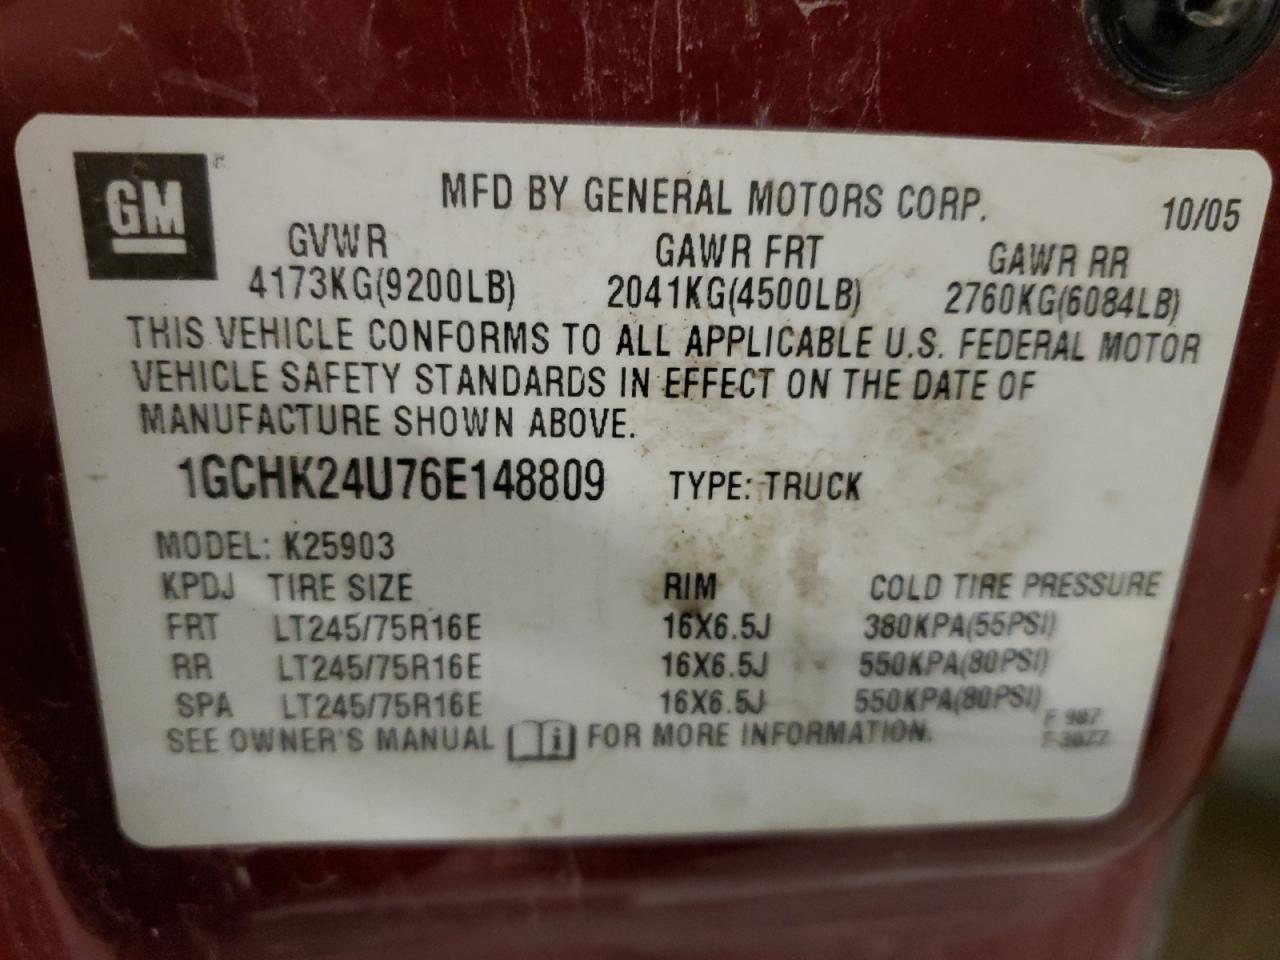 GM
MFD BY GENERAL MOTORS CORP.
10/05
GVWR GAWR FRT GAWR RR
4173KG(9200LB) 2041KG(4500LB) 2760KG(6084LB)
THIS VEHICLE CONFORMS TO ALL APPLICABLE U.S. FEDERAL MOTOR
VEHICLE SAFETY STANDARDS IN EFFECT ON THE DATE OF
MANUFACTURE SHOWN ABOVE.
1GCHK24U76E148809 TYPE: TRUCK
MODEL: K25903
KPDJ TIRE SIZE RIM COLD TIRE PRESSURE
FRT LT245/75R16E 16X6.5J 380KPA(55PSI)
RR LT245/75R16E 16X6.5J 550KPA(80PSI)
SPA LT245/75R16E 16X6.5J 550KPA(80PSI)
SEE OWNER'S MANUAL i FOR MORE INFORMATION.